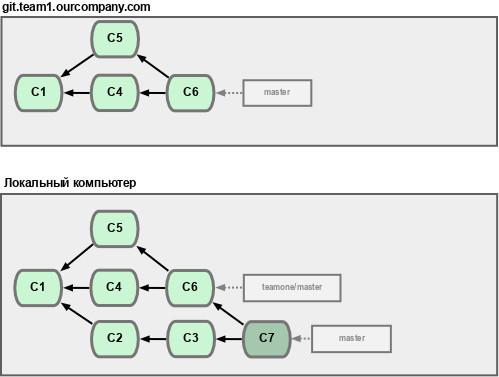 git.team1.ourcompany.com
C5
C1 C4 C6 master
Локальный компьютер
C5
C1 C4 C6 teamone/master
C2 C3 C7 master